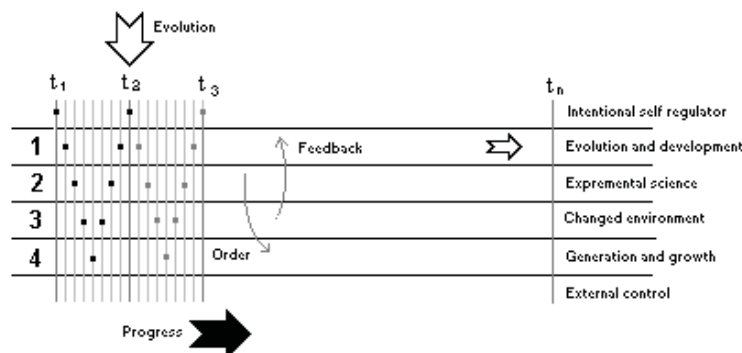 Evolution
t1 t2 t3 tn
Intentional self regulator
1 Feedback Evolution and development
2 Expremental science
3 Changed environment
4 Order Generation and growth
External control
Progress